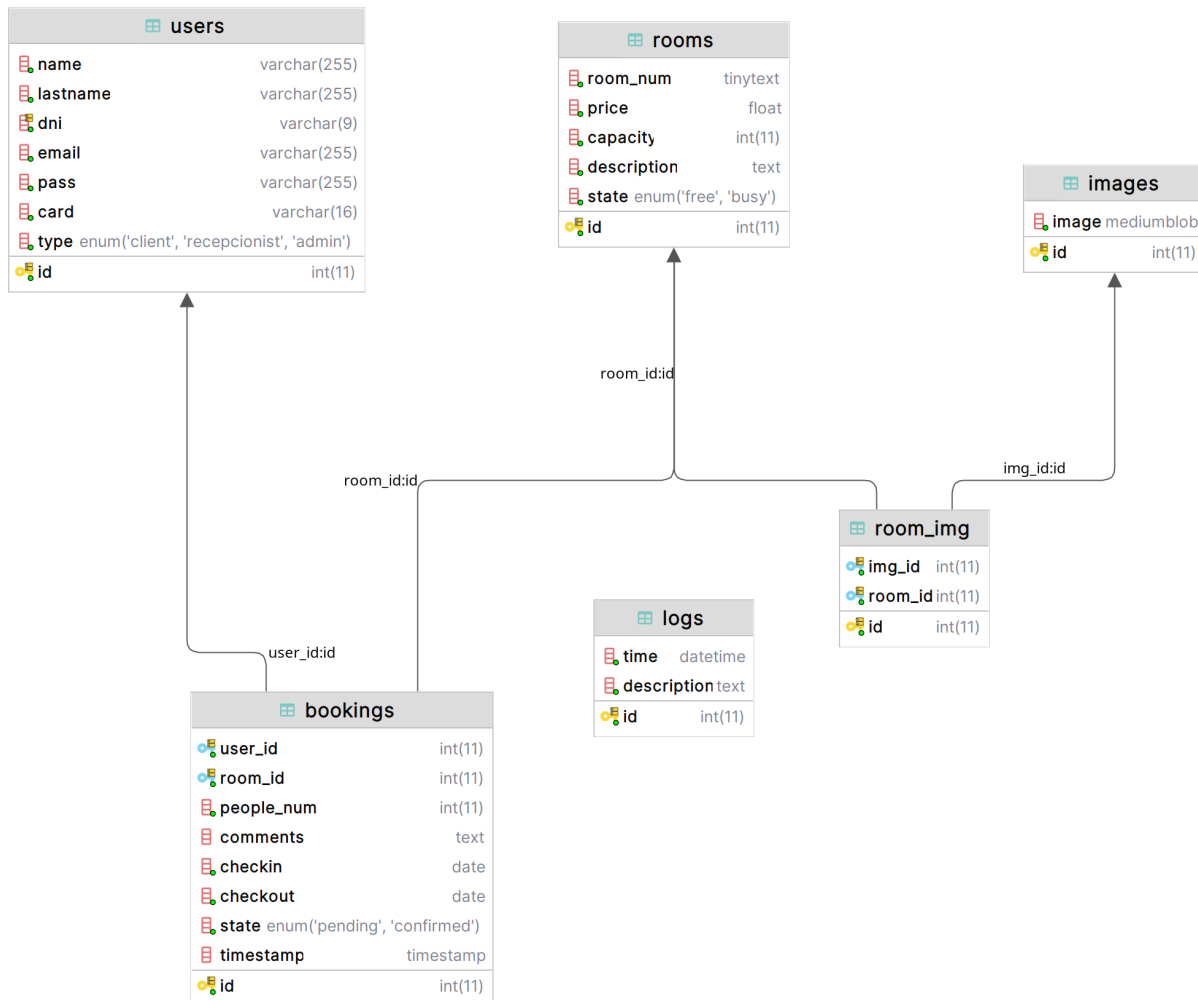 users
name varchar(255)
lastname varchar(255)
dni varchar(9)
email varchar(255)
pass varchar(255)
card varchar(16)
type enum('client', 'recepcionist', 'admin')
id int(11)
rooms
room_num tinytext
price float
capacity int(11)
description text
state enum('free', 'busy')
id int(11)
images
image mediumblob
id int(11)
room_id:id
room_id:id
img_id:id
room_img
img_id int(11)
room_id int(11)
id int(11)
logs
time datetime
description text
id int(11)
user_id:id
bookings
user_id int(11)
room_id int(11)
people_num int(11)
comments text
checkin date
checkout date
state enum('pending', 'confirmed')
timestamp timestamp
id int(11)